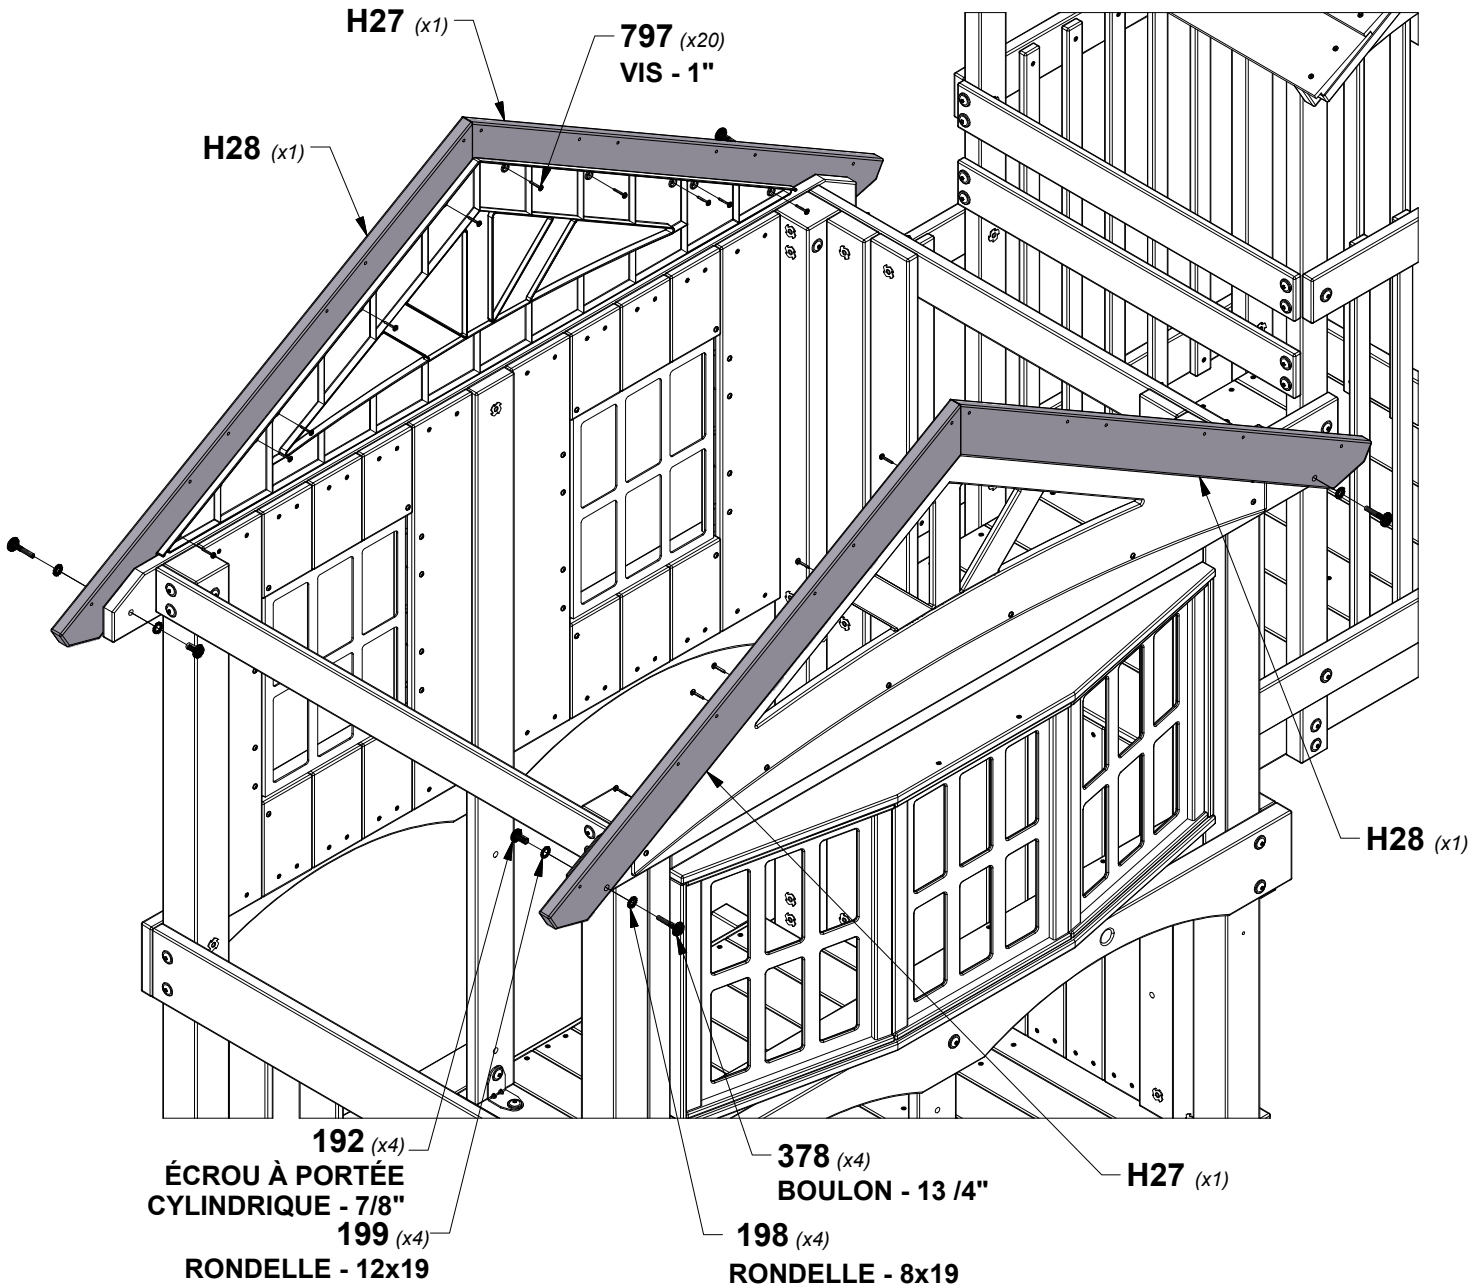 H27 (x1)
797 (x20)
VIS - 1"
H28 (x1)
H28 (x1)
192 (x4)
ÉCROU À PORTÉE
CYLINDRIQUE - 7/8"
199 (x4)
RONDELLE - 12x19
378 (x4)
BOULON - 13 /4"
198 (x4)
RONDELLE - 8x19
H27 (x1)